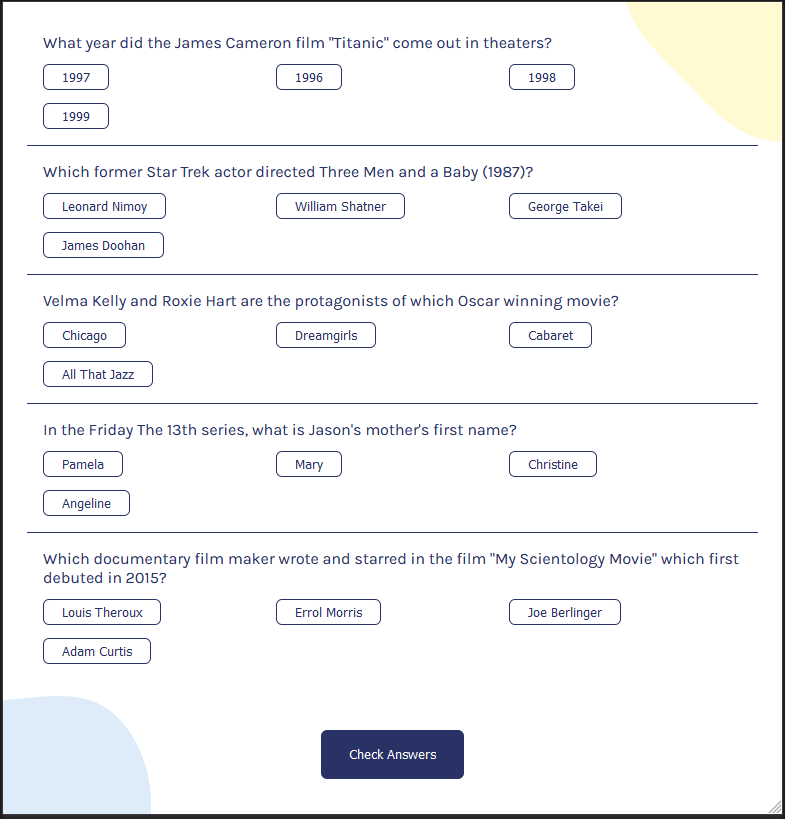 What year did the James Cameron film "Titanic" come out in theaters?
1997 1996 1998
1999
Which former Star Trek actor directed Three Men and a Baby (1987)?
Leonard Nimoy William Shatner George Takei
James Doohan
Velma Kelly and Roxie Hart are the protagonists of which Oscar winning movie?
Chicago Dreamgirls Cabaret
All That Jazz
In the Friday The 13th series, what is Jason's mother's first name?
Pamela Mary Christine
Angeline
Which documentary film maker wrote and starred in the film "My Scientology Movie" which first
debuted in 2015?
Louis Theroux Errol Morris Joe Berlinger
Adam Curtis
Check Answers